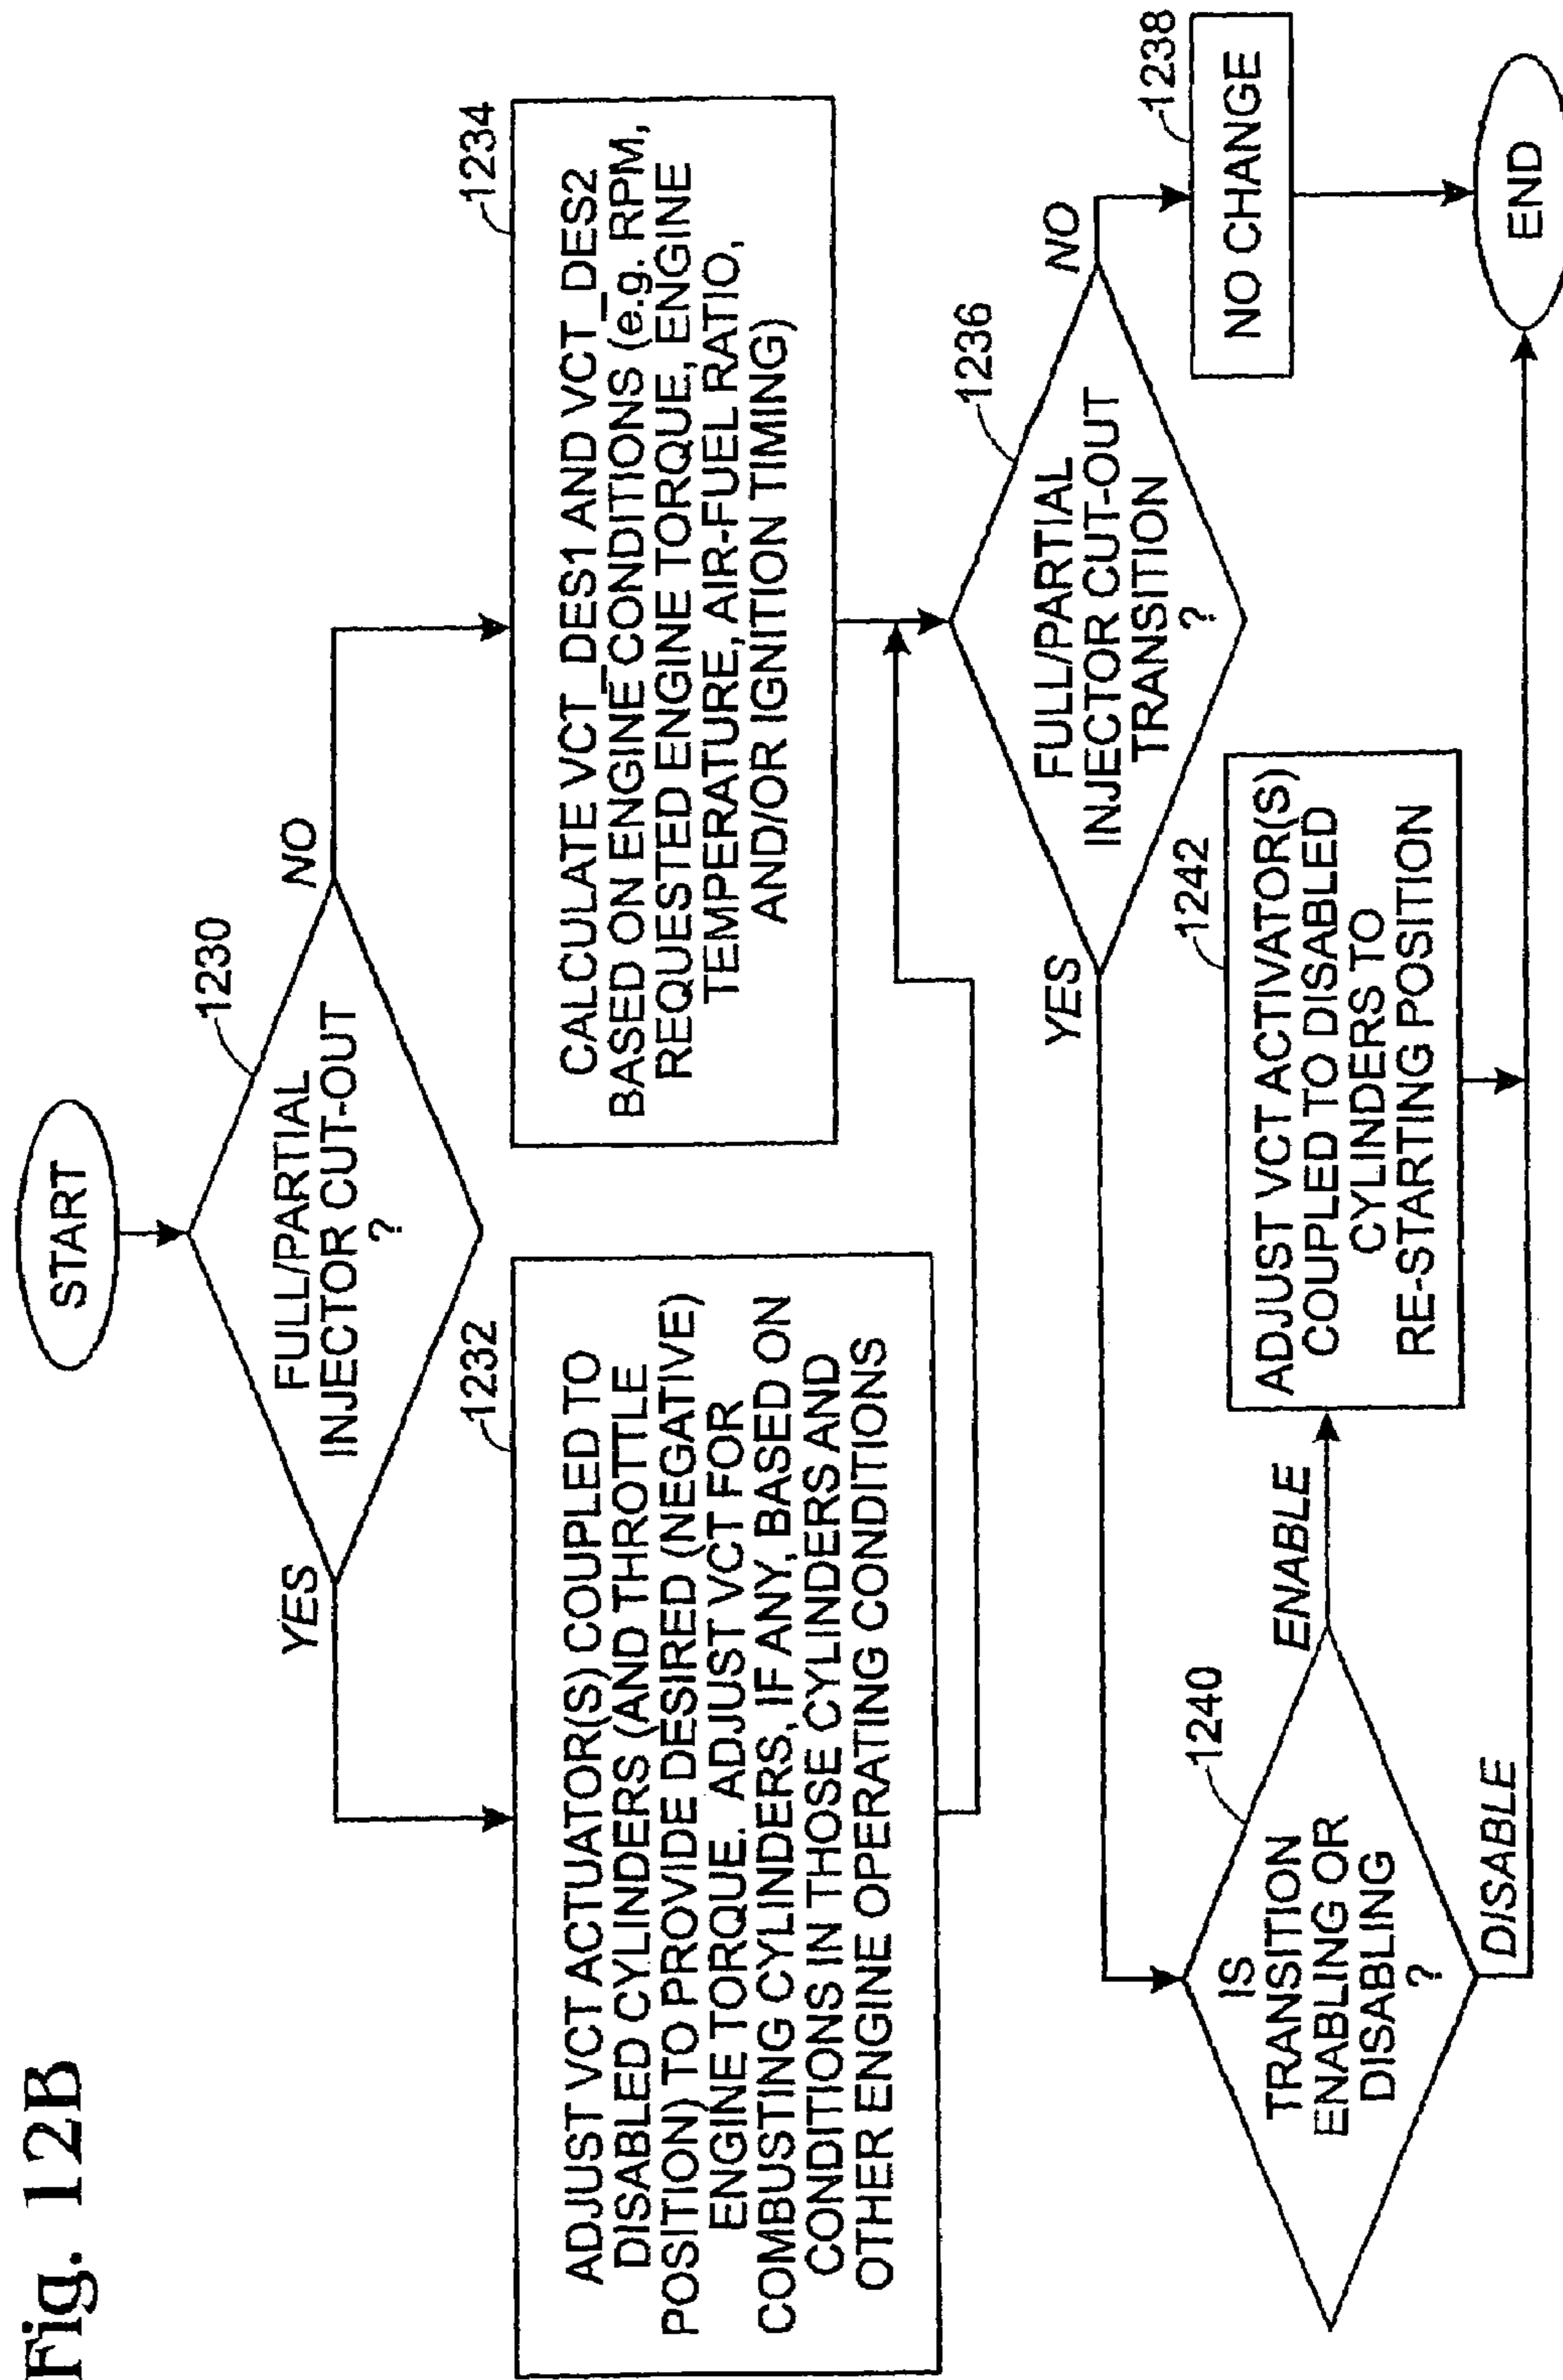 Fig. 12B
START
1230
FULL/PARTIAL
INJECTOR CUT-OUT
?
YES
NO
1232
ADJUST VCT ACTUATOR(S) COUPLED TO
DISABLED CYLINDERS (AND THROTTLE
POSITION) TO PROVIDE DESIRED (NEGATIVE)
ENGINE TORQUE. ADJUST VCT FOR
COMBUSTING CYLINDERS, IF ANY, BASED ON
CONDITIONS IN THOSE CYLINDERS AND
OTHER ENGINE OPERATING CONDITIONS
1234
CALCULATE VCT_DES1 AND VCT_DES2
BASED ON ENGINE CONDITIONS (e.g. RPM,
REQUESTED ENGINE TORQUE, ENGINE
TEMPERATURE, AIR-FUEL RATIO,
AND/OR IGNITION TIMING)
1236
FULL/PARTIAL
INJECTOR CUT-OUT
TRANSITION
?
YES
NO
1238
NO CHANGE
1240
IS
TRANSITION
ENABLING OR
DISABLING
?
ENABLE
DISABLE
1242
ADJUST VCT ACTIVATOR(S)
COUPLED TO DISABLED
CYLINDERS TO
RE-STARTING POSITION
END